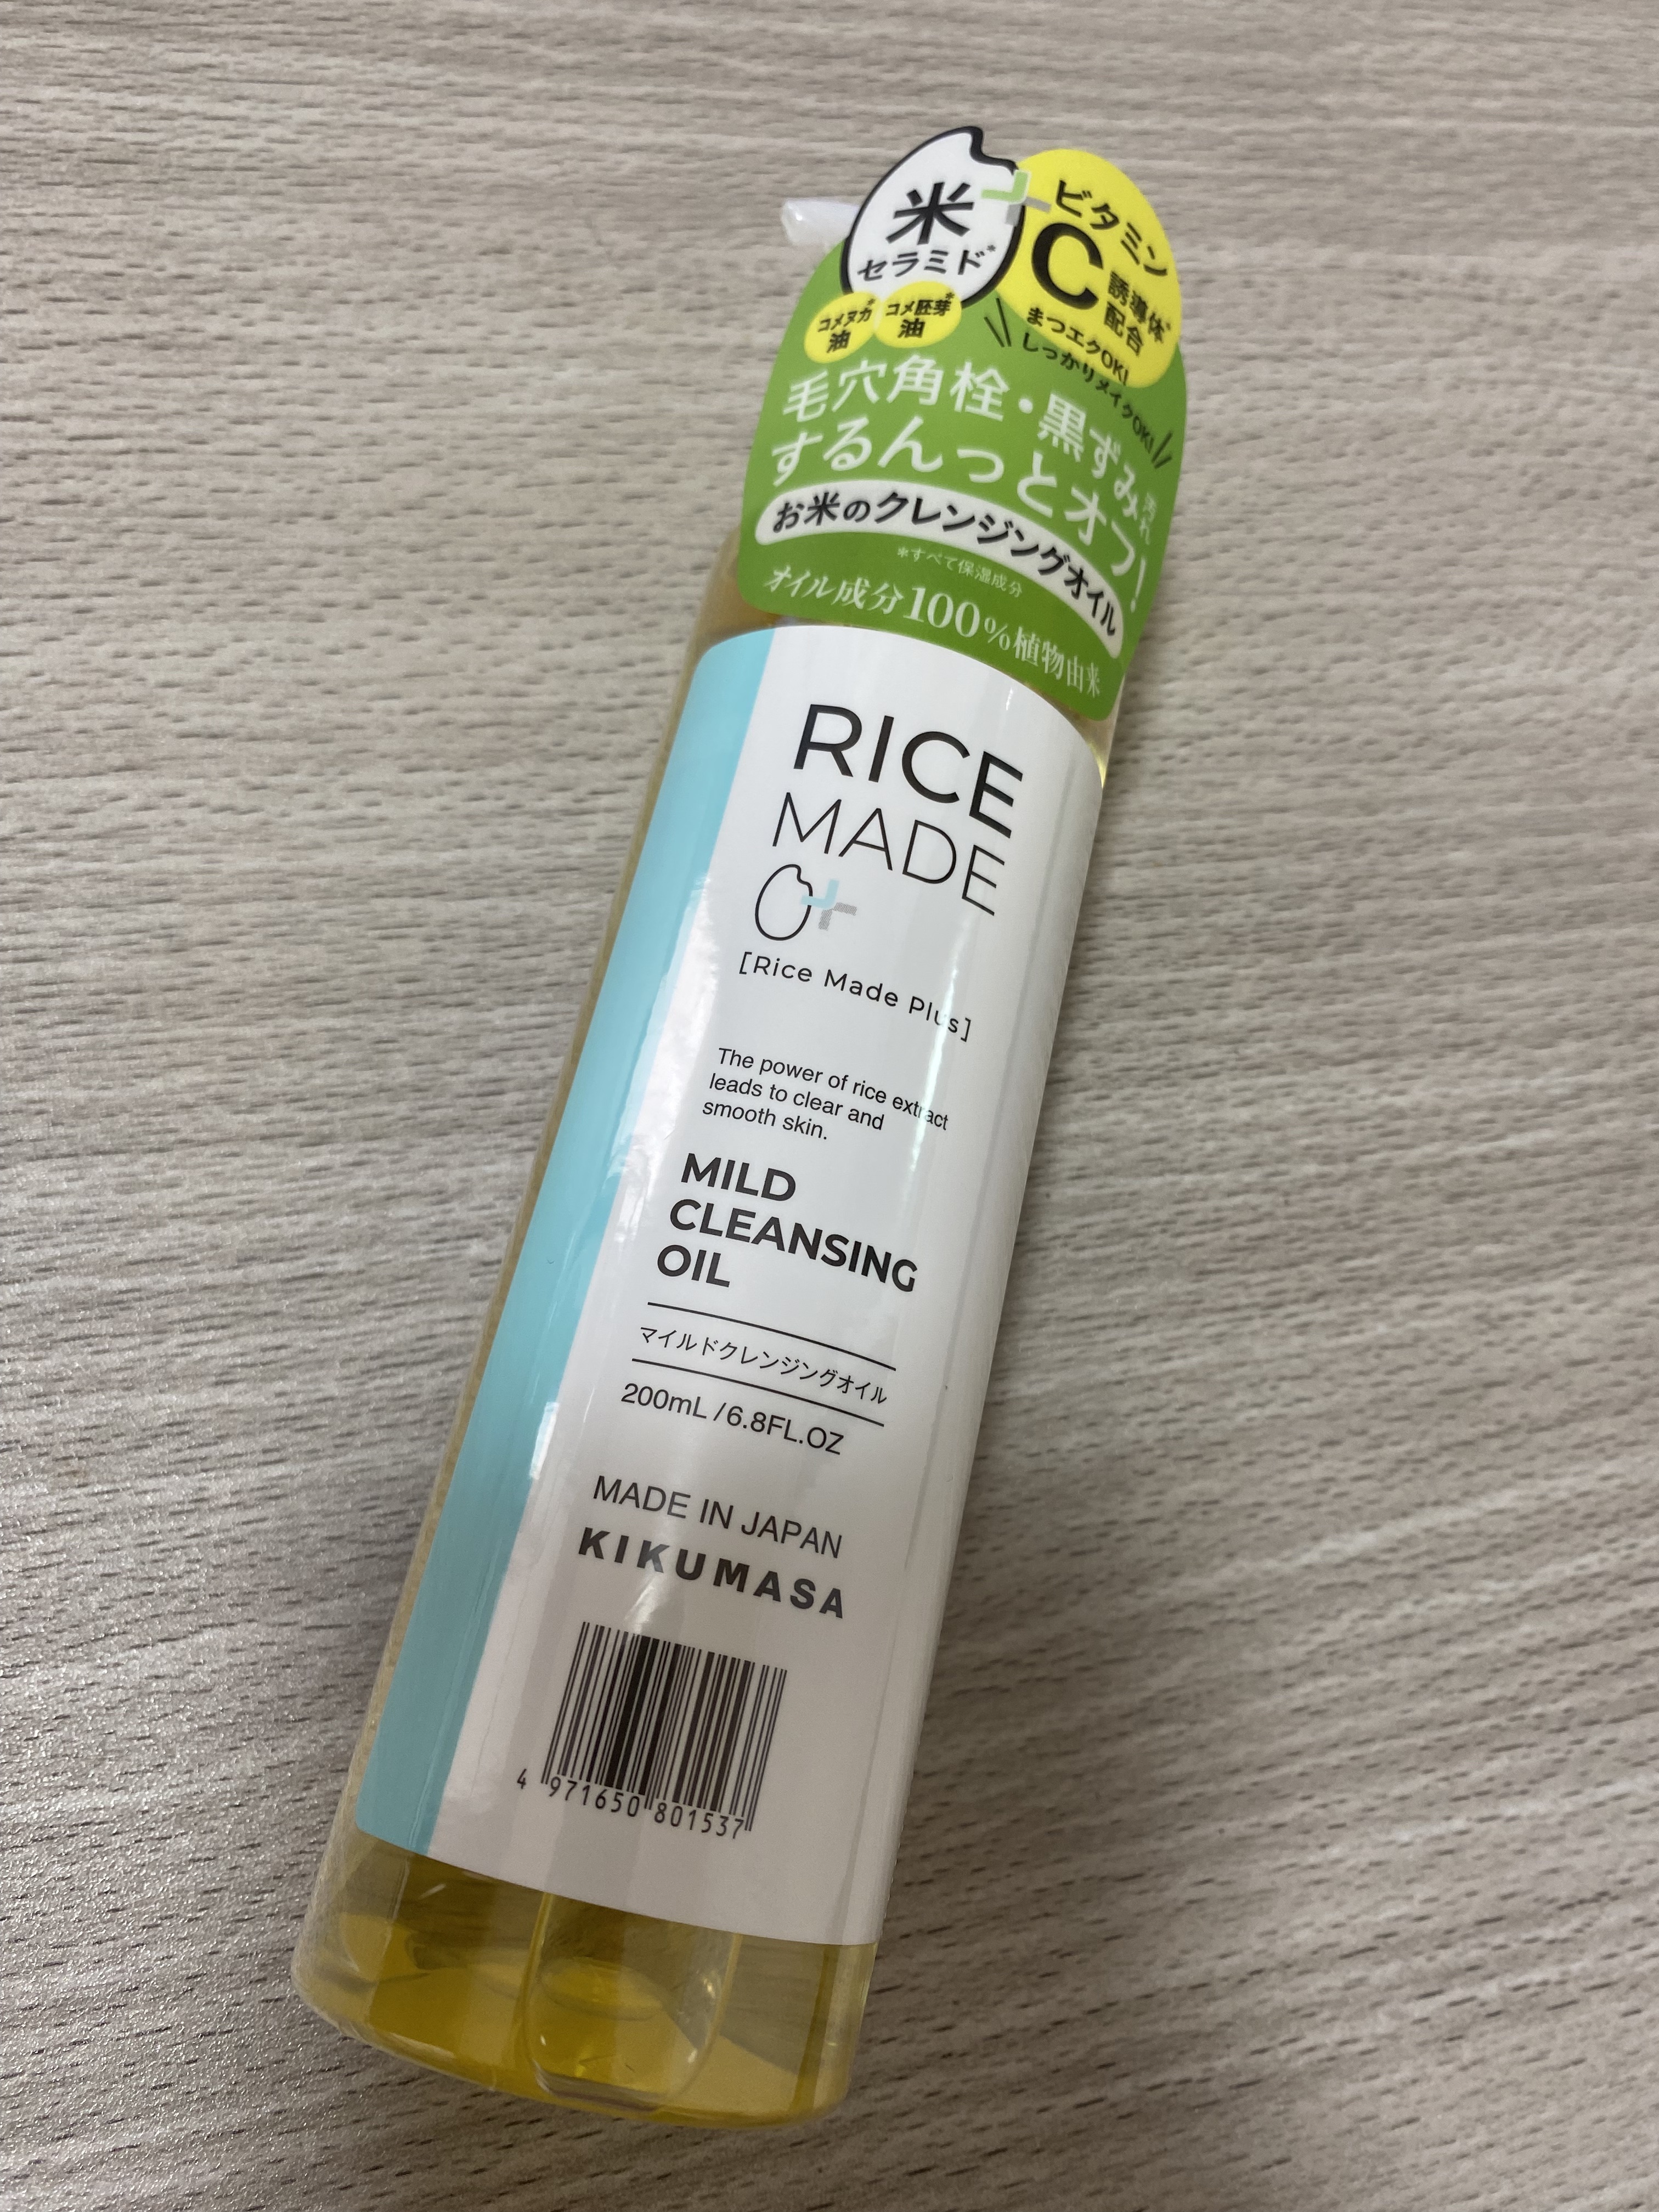 米
セラミド*
ビタミン
C誘導体*
配合
コメヌカ*
油
コメ胚芽*
油
まつエクOK!
しっかりメイクOK!
毛穴角栓・黒ずみ汚れ
するんっとオフ!
お米のクレンジングオイル
*すべて保湿成分
オイル成分100%植物由来
RICE
MADE
[Rice Made Plus]
The power of rice extract
leads to clear and
smooth skin.
MILD
CLEANSING
OIL
マイルドクレンジングオイル
200mL/6.8FL.OZ
MADE IN JAPAN
KIKUMASA
4 971650 801537